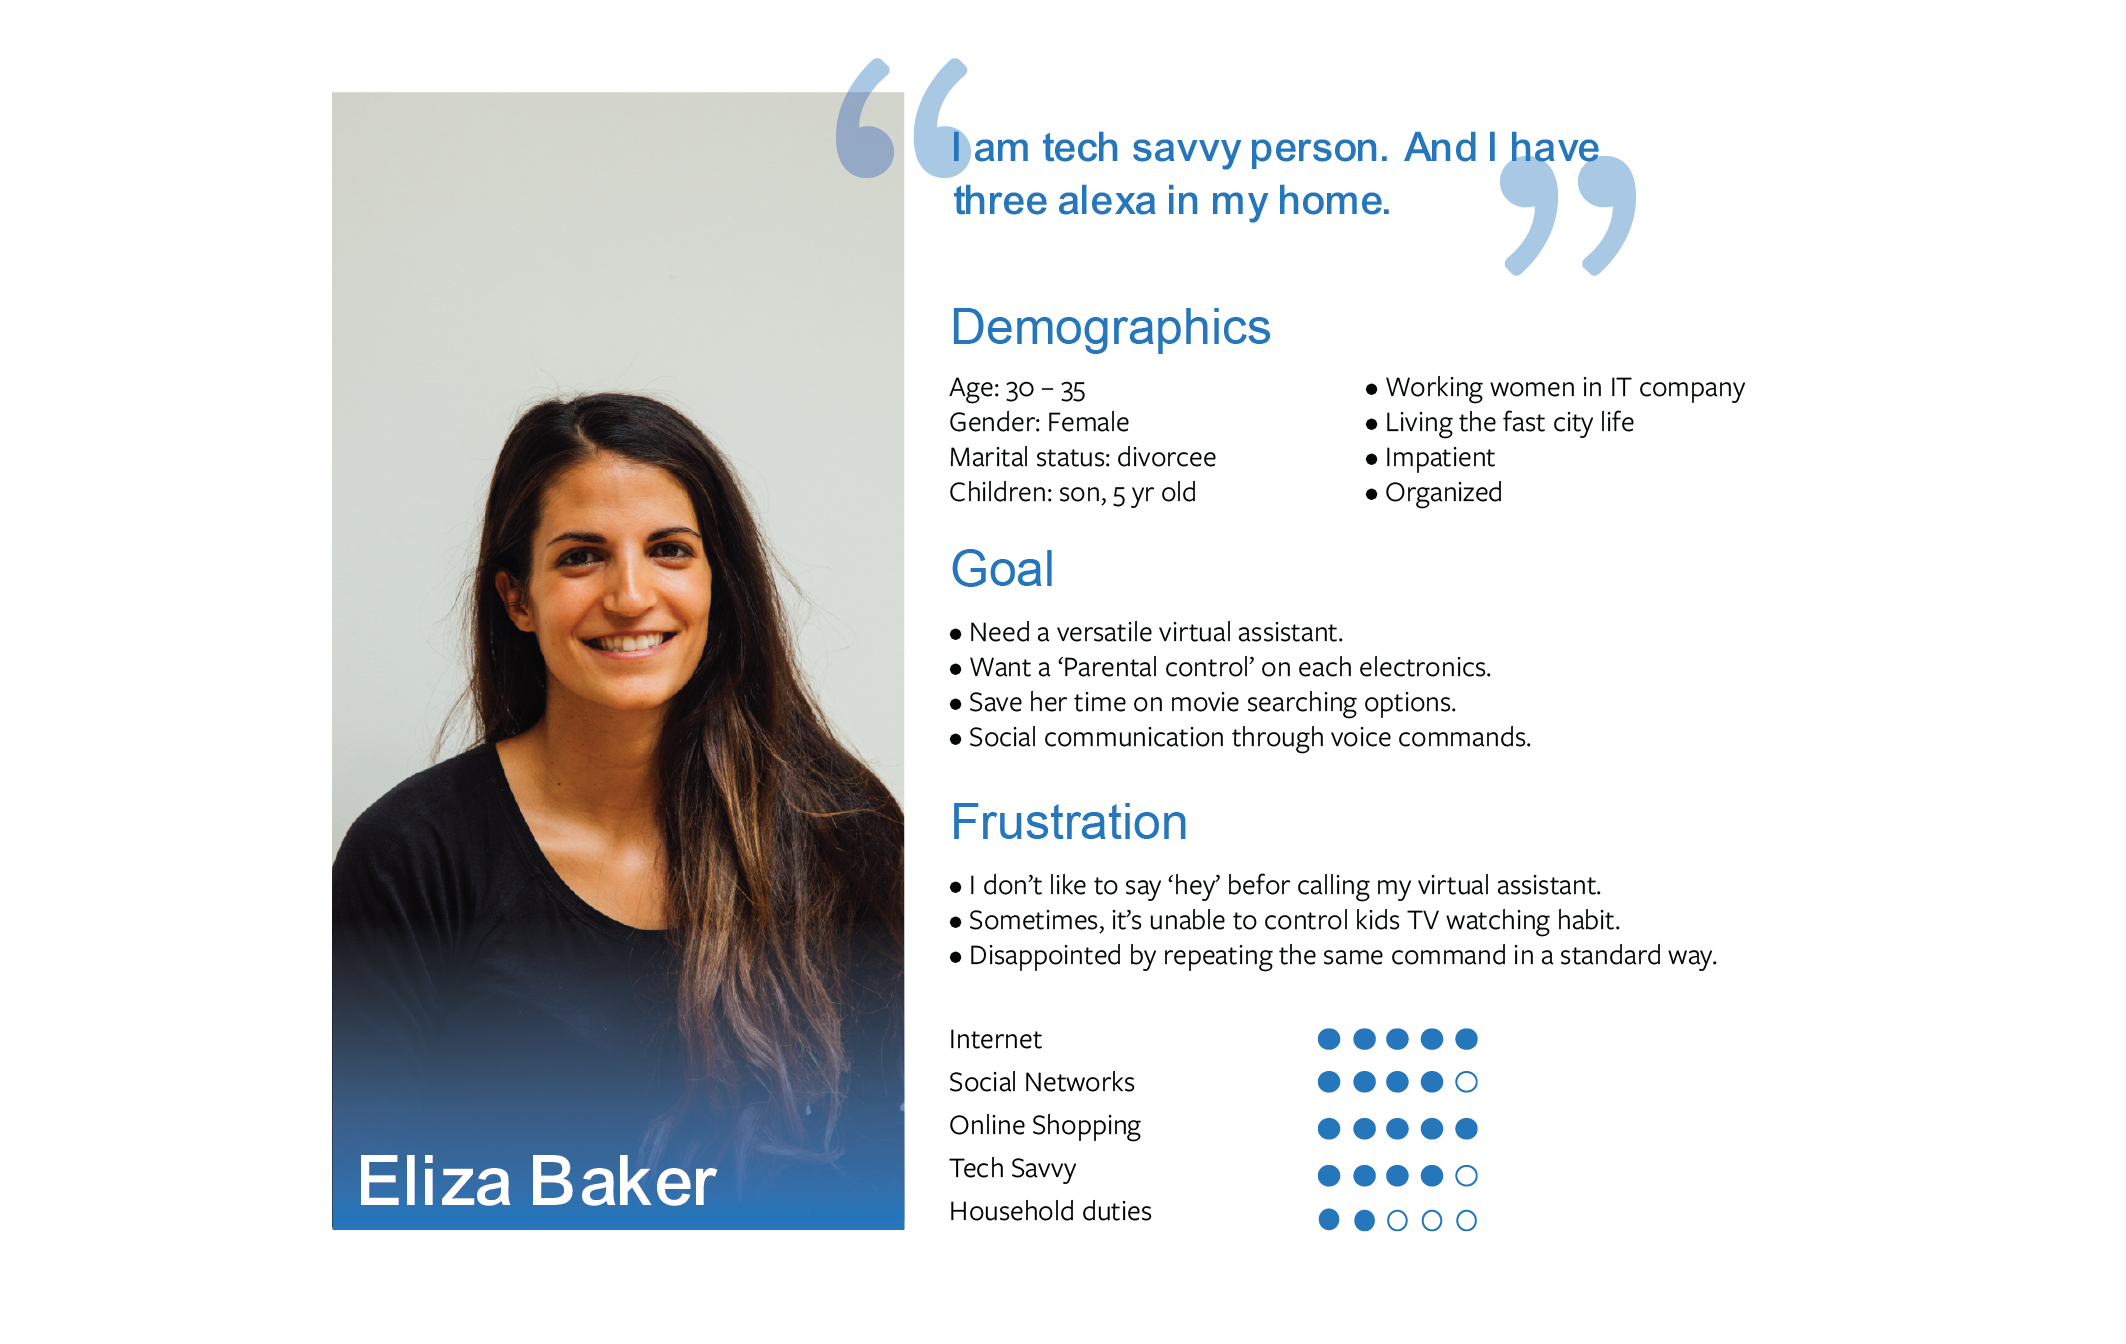 “
I am tech savvy person. And I have
three alexa in my home.
”
Demographics
Age: 30 – 35
Gender: Female
Marital status: divorcee
Children: son, 5 yr old
• Working women in IT company
• Living the fast city life
• Impatient
• Organized
Goal
• Need a versatile virtual assistant.
• Want a ‘Parental control’ on each electronics.
• Save her time on movie searching options.
• Social communication through voice commands.
Frustration
• I don’t like to say ‘hey’ befor calling my virtual assistant.
• Sometimes, it’s unable to control kids TV watching habit.
• Disappointed by repeating the same command in a standard way.
Internet
Social Networks
Online Shopping
Tech Savvy
Household duties
Eliza Baker